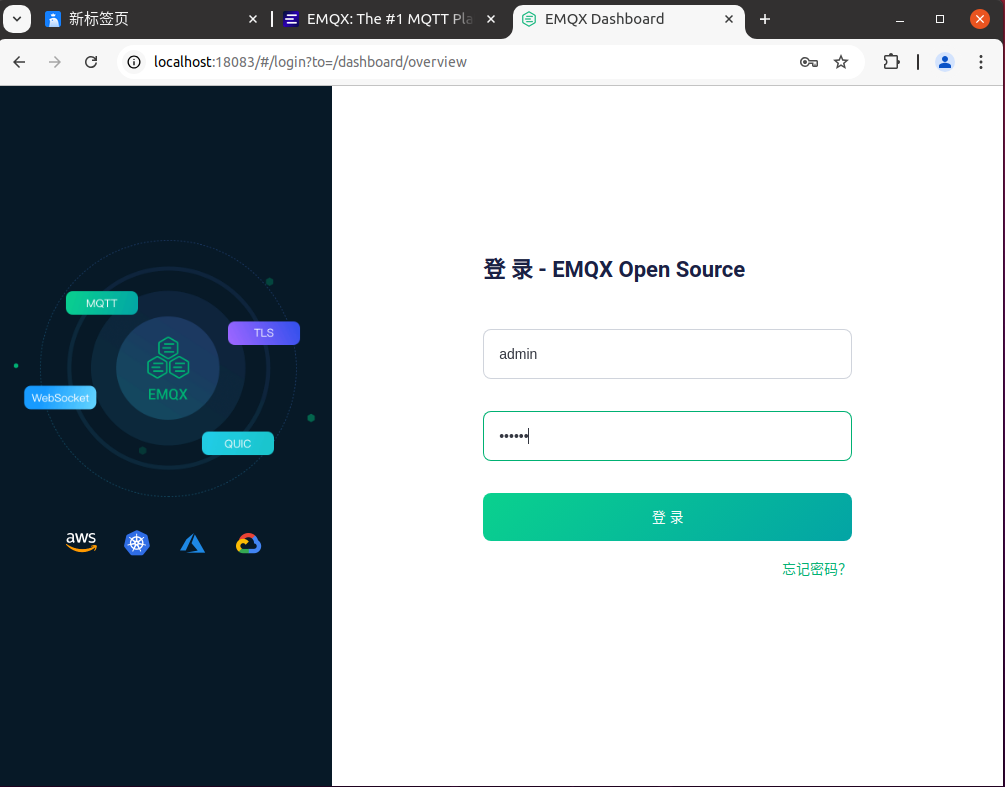 新标签页
EMQX: The #1 MQTT Pla
EMQX Dashboard
localhost:18083/#/login?to=/dashboard/overview
MQTT
TLS
EMQX
WebSocket
QUIC
aws
登 录 - EMQX Open Source
admin
••••••
登 录
忘记密码?